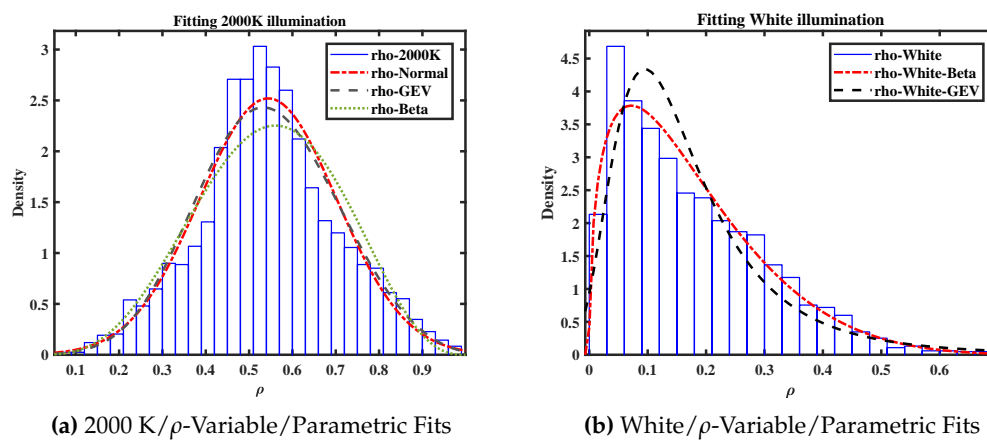 Fitting 2000K illumination
3
2.5
2
1.5
1
0.5
0
Density
0.1 0.2 0.3 0.4 0.5 0.6 0.7 0.8 0.9
ρ
rho-2000K
rho-Normal
rho-GEV
rho-Beta
(a) 2000 K/ρ-Variable/Parametric Fits
Fitting White illumination
4.5
4
3.5
3
2.5
2
1.5
1
0.5
0
Density
0 0.1 0.2 0.3 0.4 0.5 0.6
ρ
rho-White
rho-White-Beta
rho-White-GEV
(b) White/ρ-Variable/Parametric Fits